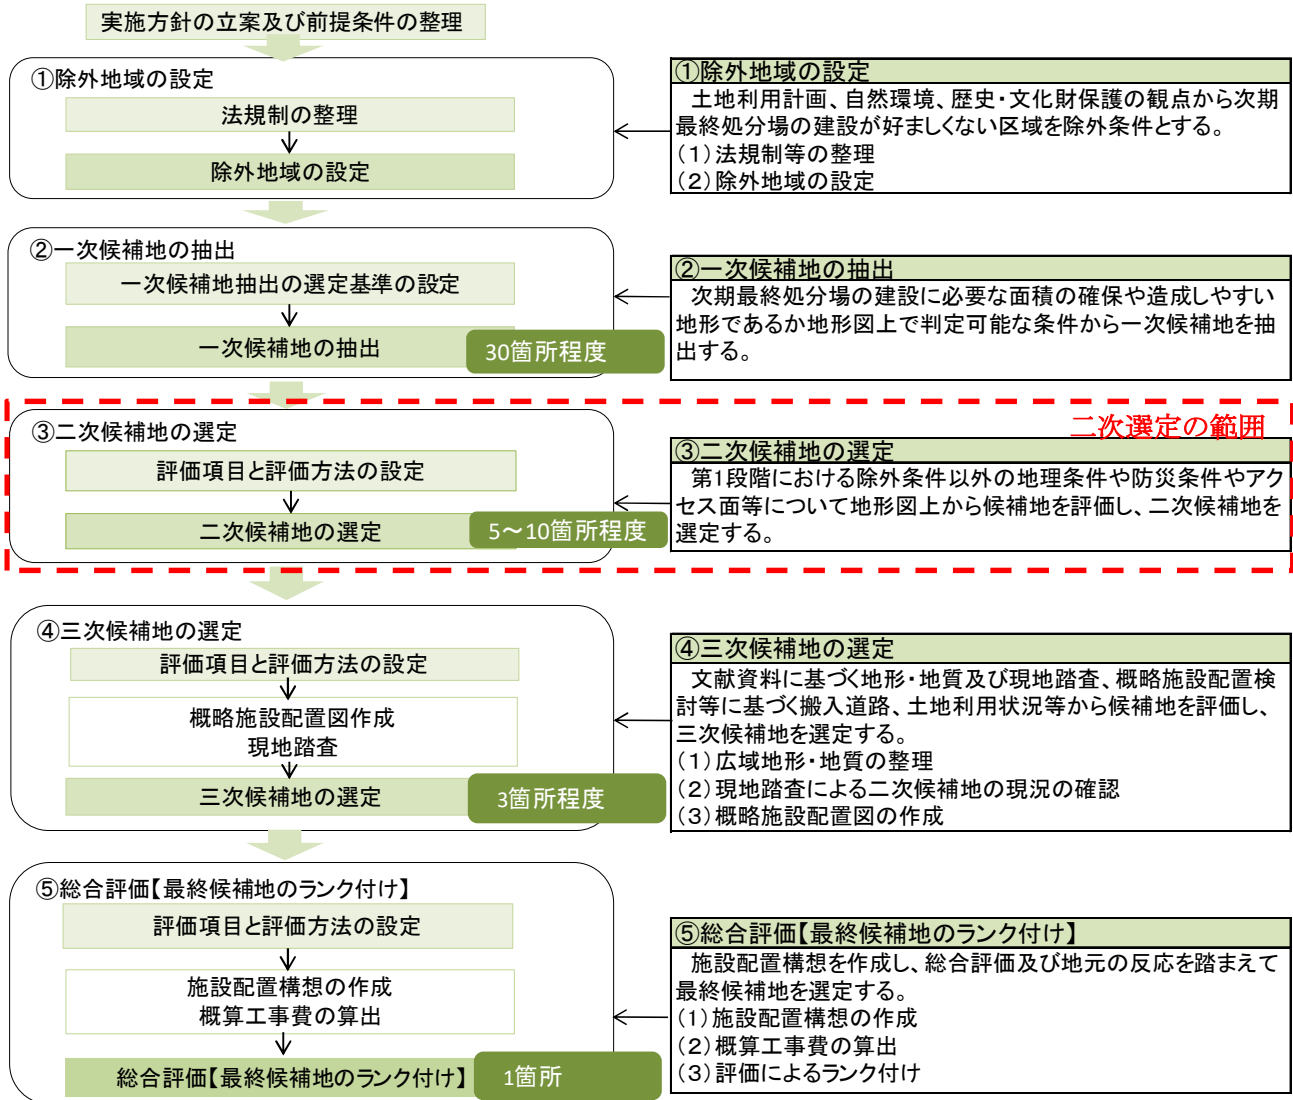 実施方針の立案及び前提条件の整理
①除外地域の設定
法規制の整理
除外地域の設定
①除外地域の設定
土地利用計画、自然環境、歴史・文化財保護の観点から次期
最終処分場の建設が好ましくない区域を除外条件とする。
(1)法規制等の整理
(2)除外地域の設定
②一次候補地の抽出
一次候補地抽出の選定基準の設定
一次候補地の抽出
30箇所程度
②一次候補地の抽出
次期最終処分場の建設に必要な面積の確保や造成しやすい
地形であるか地形図上で判定可能な条件から一次候補地を抽
出する。
二次選定の範囲
③二次候補地の選定
評価項目と評価方法の設定
二次候補地の選定
5～10箇所程度
③二次候補地の選定
第1段階における除外条件以外の地理条件や防災条件やアク
セス面等について地形図上から候補地を評価し、二次候補地を
選定する。
④三次候補地の選定
評価項目と評価方法の設定
概略施設配置図作成
現地踏査
三次候補地の選定
3箇所程度
④三次候補地の選定
文献資料に基づく地形・地質及び現地踏査、概略施設配置検
討等に基づく搬入道路、土地利用状況等から候補地を評価し、
三次候補地を選定する。
(1)広域地形・地質の整理
(2)現地踏査による二次候補地の現況の確認
(3)概略施設配置図の作成
⑤総合評価【最終候補地のランク付け】
評価項目と評価方法の設定
施設配置構想の作成
概算工事費の算出
総合評価【最終候補地のランク付け】
1箇所
⑤総合評価【最終候補地のランク付け】
施設配置構想を作成し、総合評価及び地元の反応を踏まえて
最終候補地を選定する。
(1)施設配置構想の作成
(2)概算工事費の算出
(3)評価によるランク付け